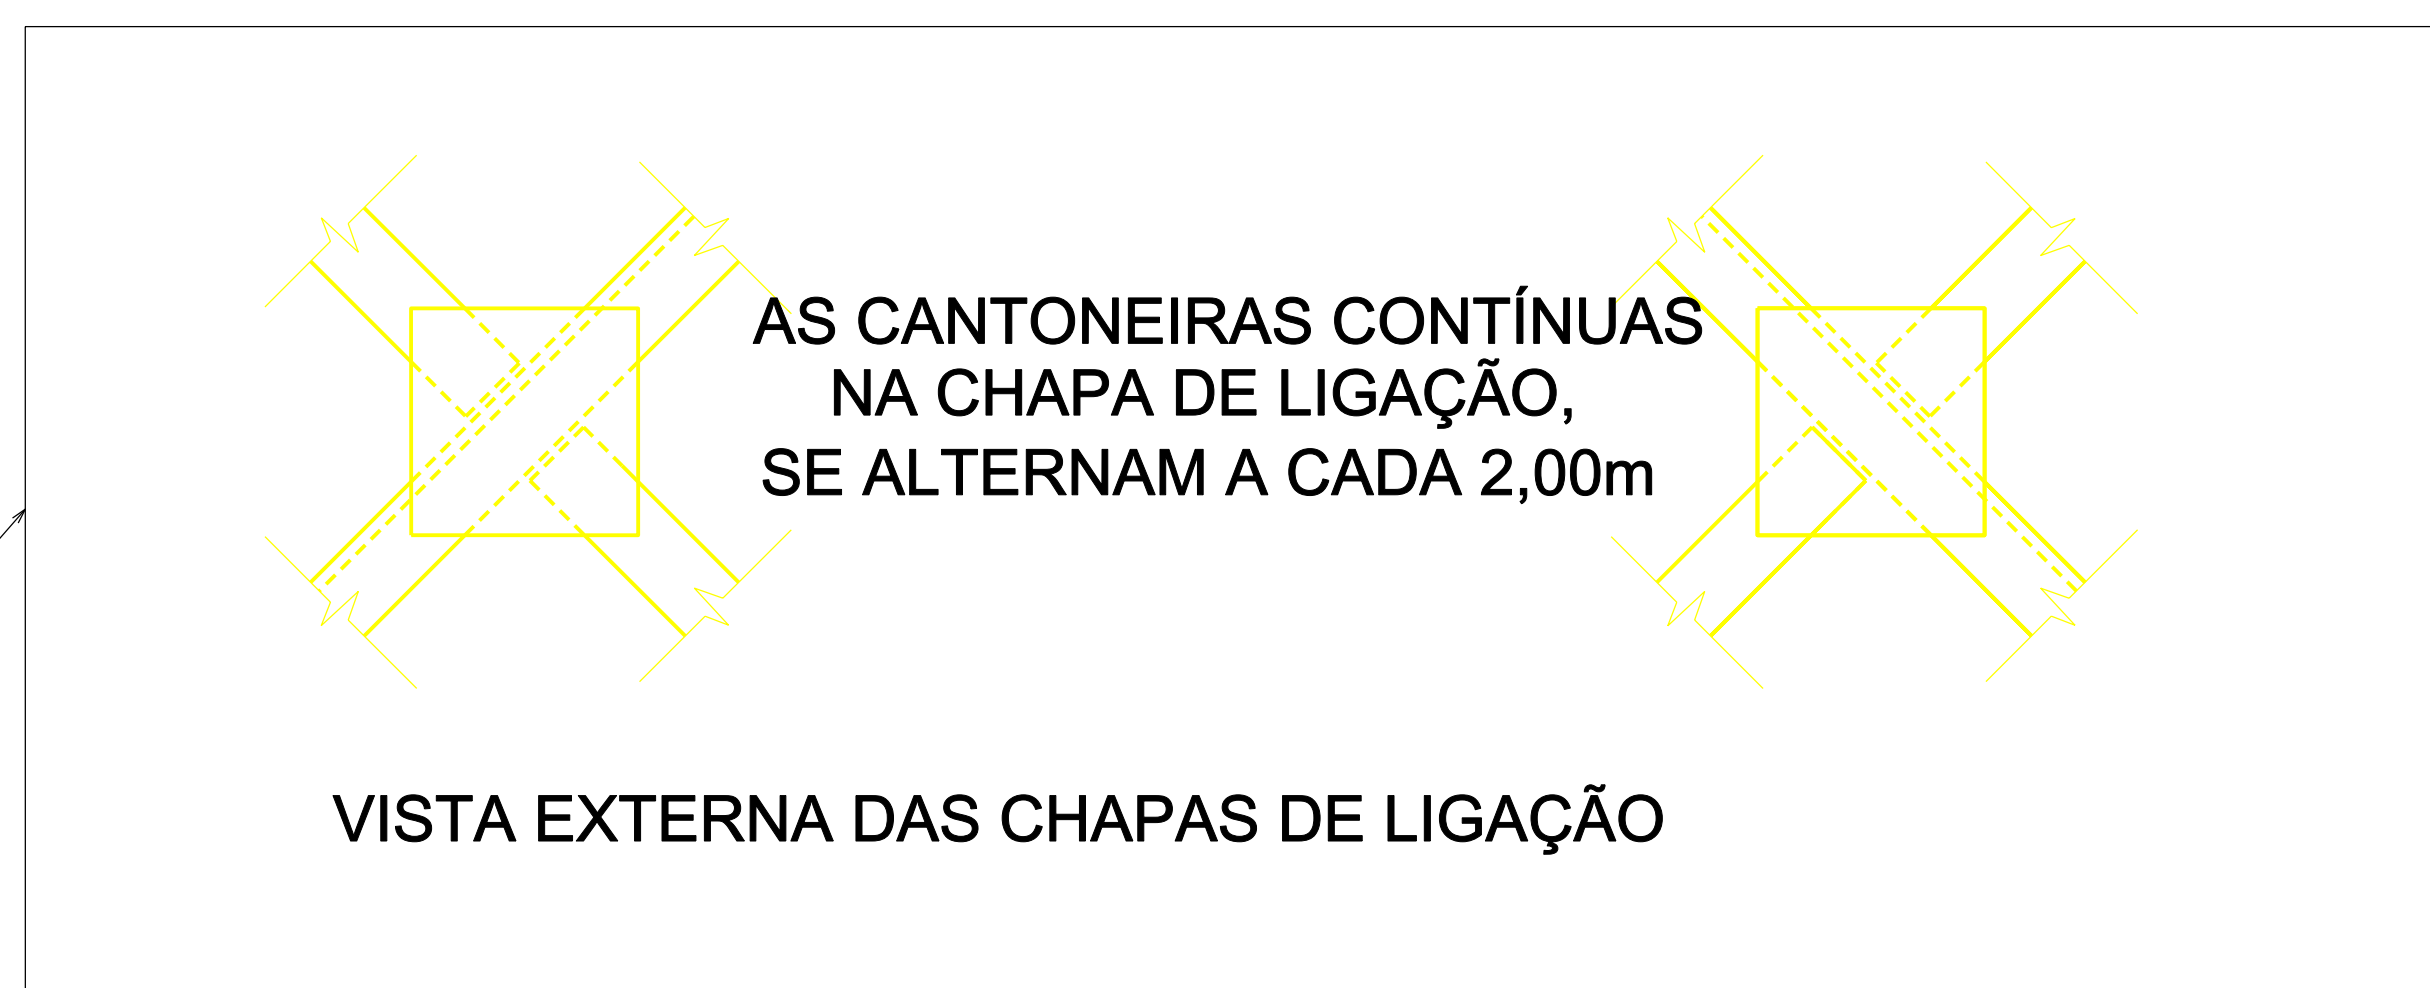 AS CANTONEIRAS CONTÍNUAS
NA CHAPA DE LIGAÇÃO,
SE ALTERNAM A CADA 2,00m
VISTA EXTERNA DAS CHAPAS DE LIGAÇÃO